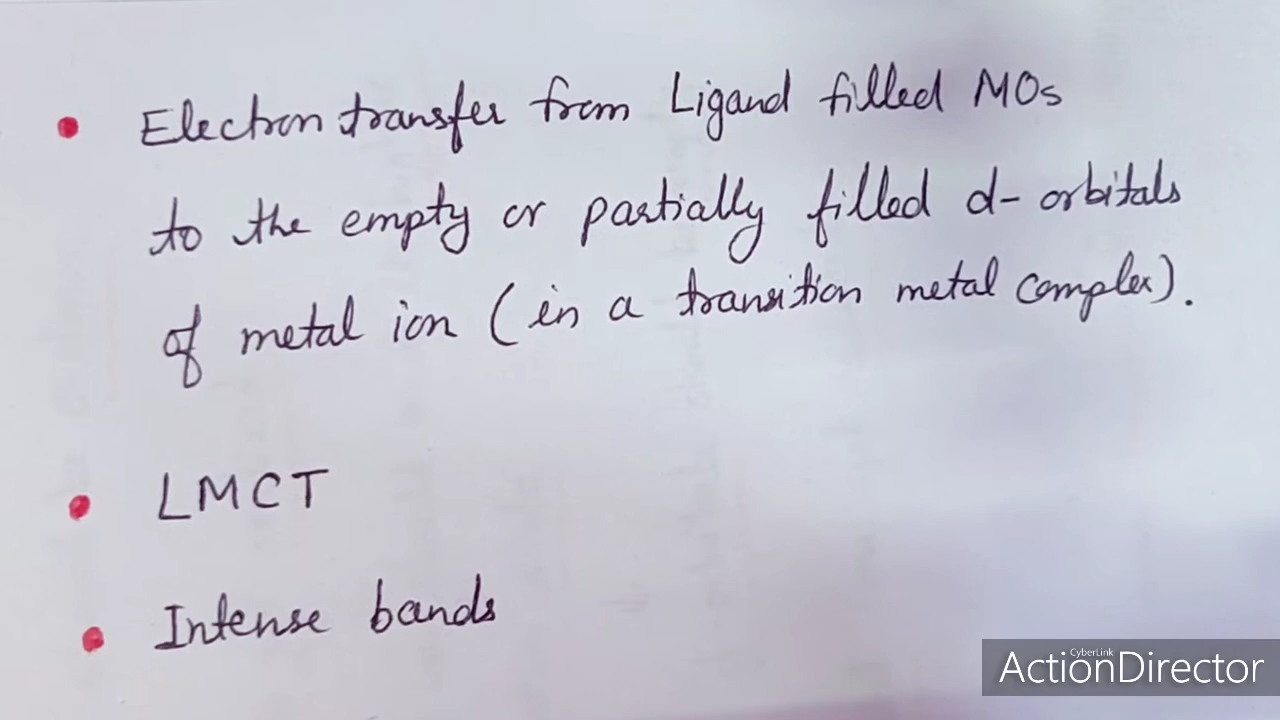 Electron transfer from Ligand filled MOs
to the empty or partially filled d-orbitals
of metal ion (in a transition metal complex).
LMCT
Intense bands
CyberLink
ActionDirector